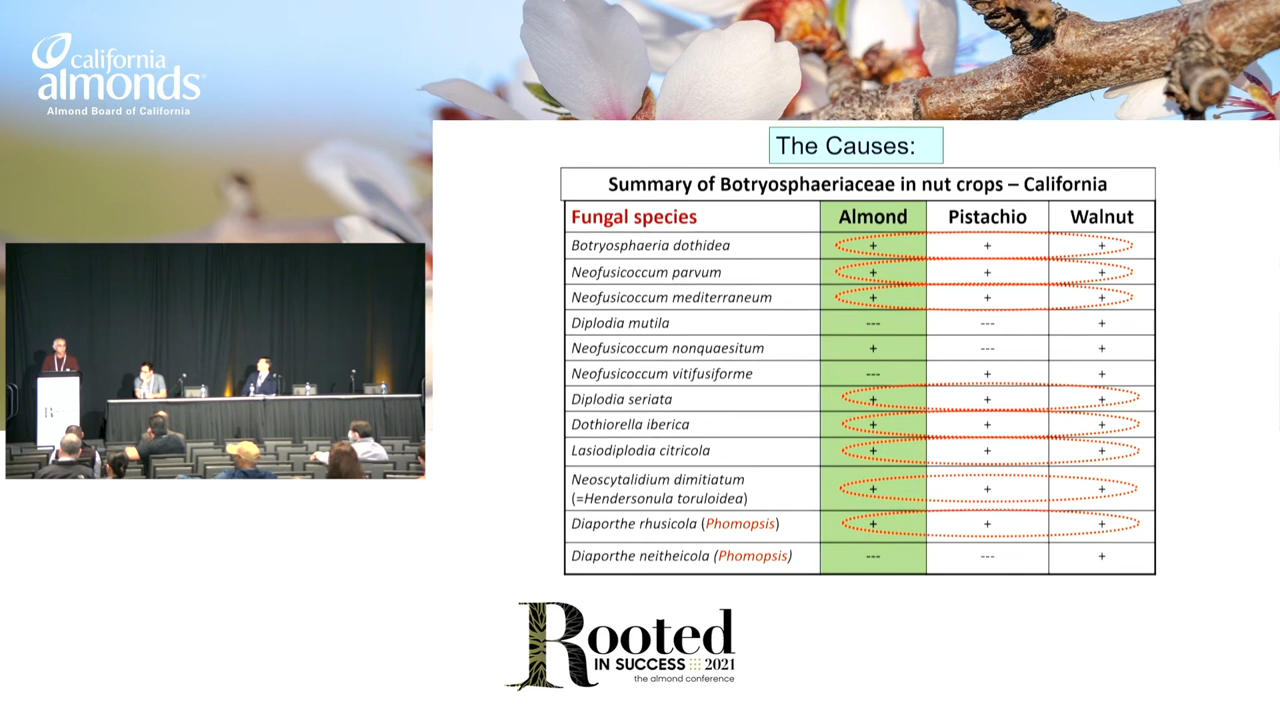 california
almonds
Almond Board of California
The Causes:
Summary of Botryosphaeriaceae in nut crops – California
Fungal species Almond Pistachio Walnut
Botryosphaeria dothidea + + +
Neofusicoccum parvum + + +
Neofusicoccum mediterraneum + + +
Diplodia mutila --- --- +
Neofusicoccum nonquaesitum + --- +
Neofusicoccum vitifusiforme --- + +
Diplodia seriata + + +
Dothiorella iberica + + +
Lasiodiplodia citricola + + +
Neoscytalidium dimitiatum
(=Hendersonula toruloidea) + + +
Diaporthe rhusicola (Phomopsis) + + +
Diaporthe neitheicola (Phomopsis) --- --- +
Rooted
IN SUCCESS 2021
the almond conference